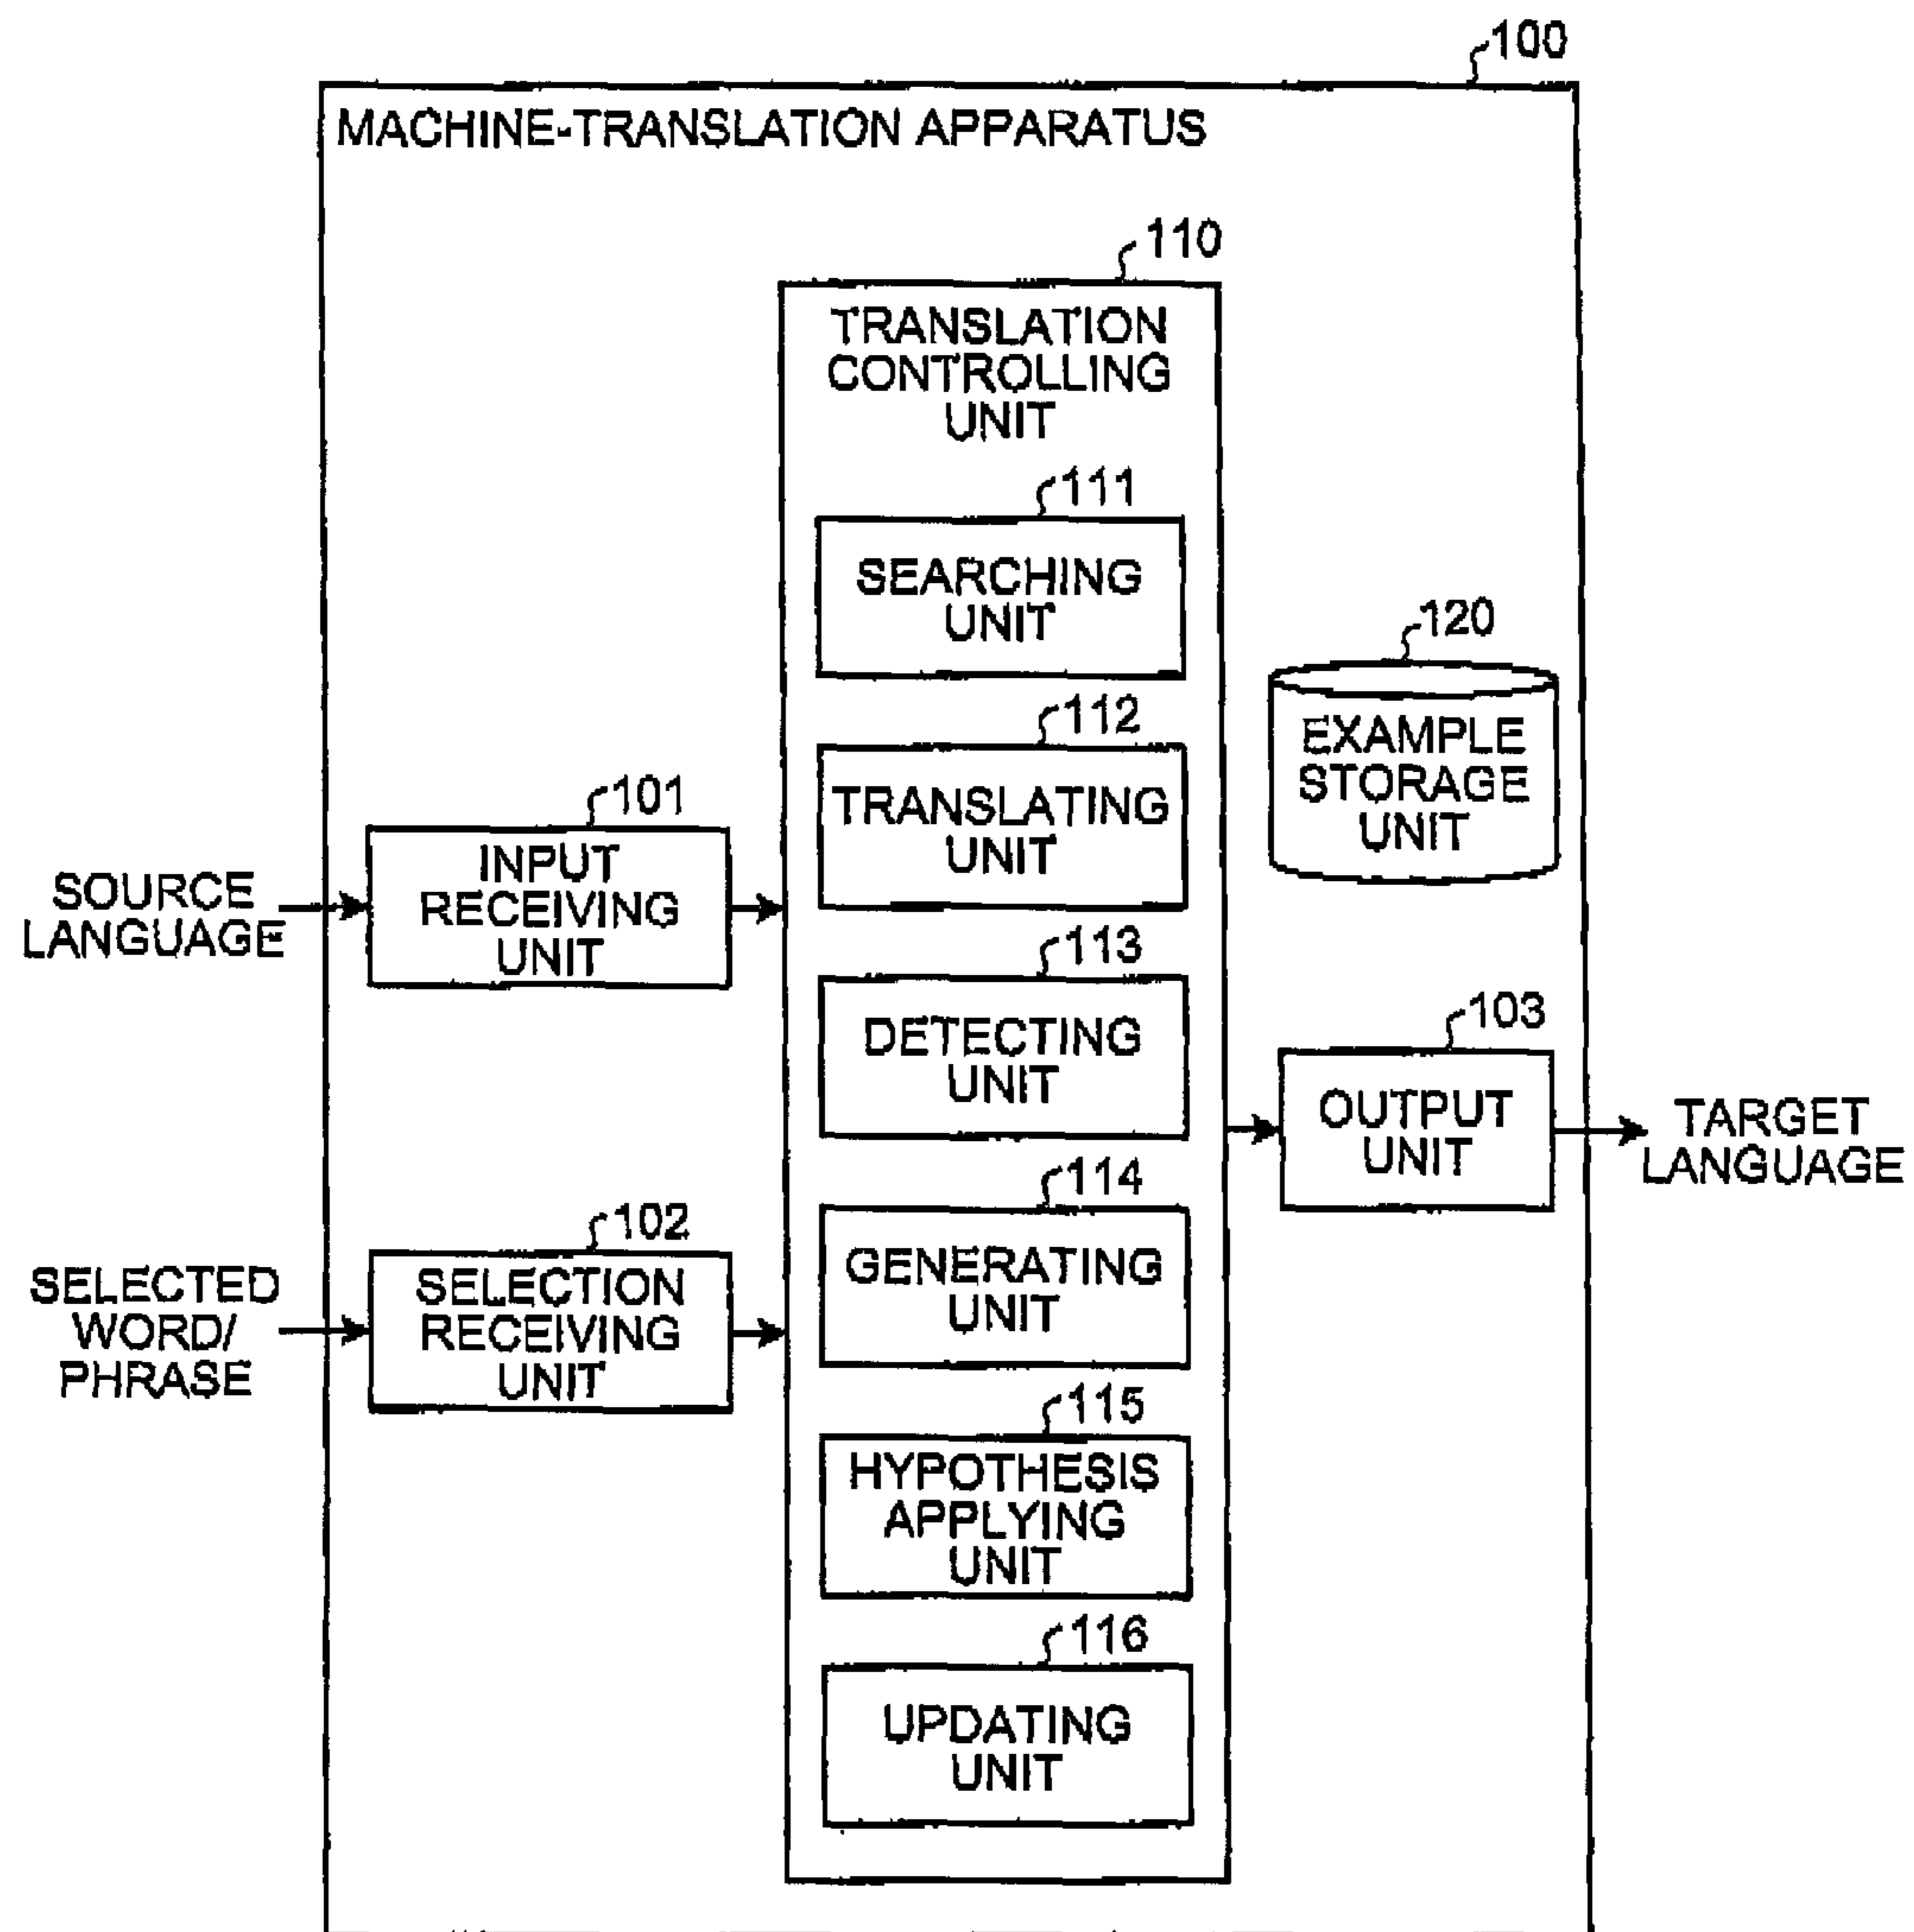 100
MACHINE-TRANSLATION APPARATUS
110
TRANSLATION
CONTROLLING
UNIT
111
SEARCHING
UNIT
120
EXAMPLE
STORAGE
UNIT
112
TRANSLATING
UNIT
101
INPUT
RECEIVING
UNIT
SOURCE
LANGUAGE
113
DETECTING
UNIT
103
OUTPUT
UNIT
TARGET
LANGUAGE
114
GENERATING
UNIT
102
SELECTION
RECEIVING
UNIT
SELECTED
WORD/
PHRASE
115
HYPOTHESIS
APPLYING
UNIT
116
UPDATING
UNIT